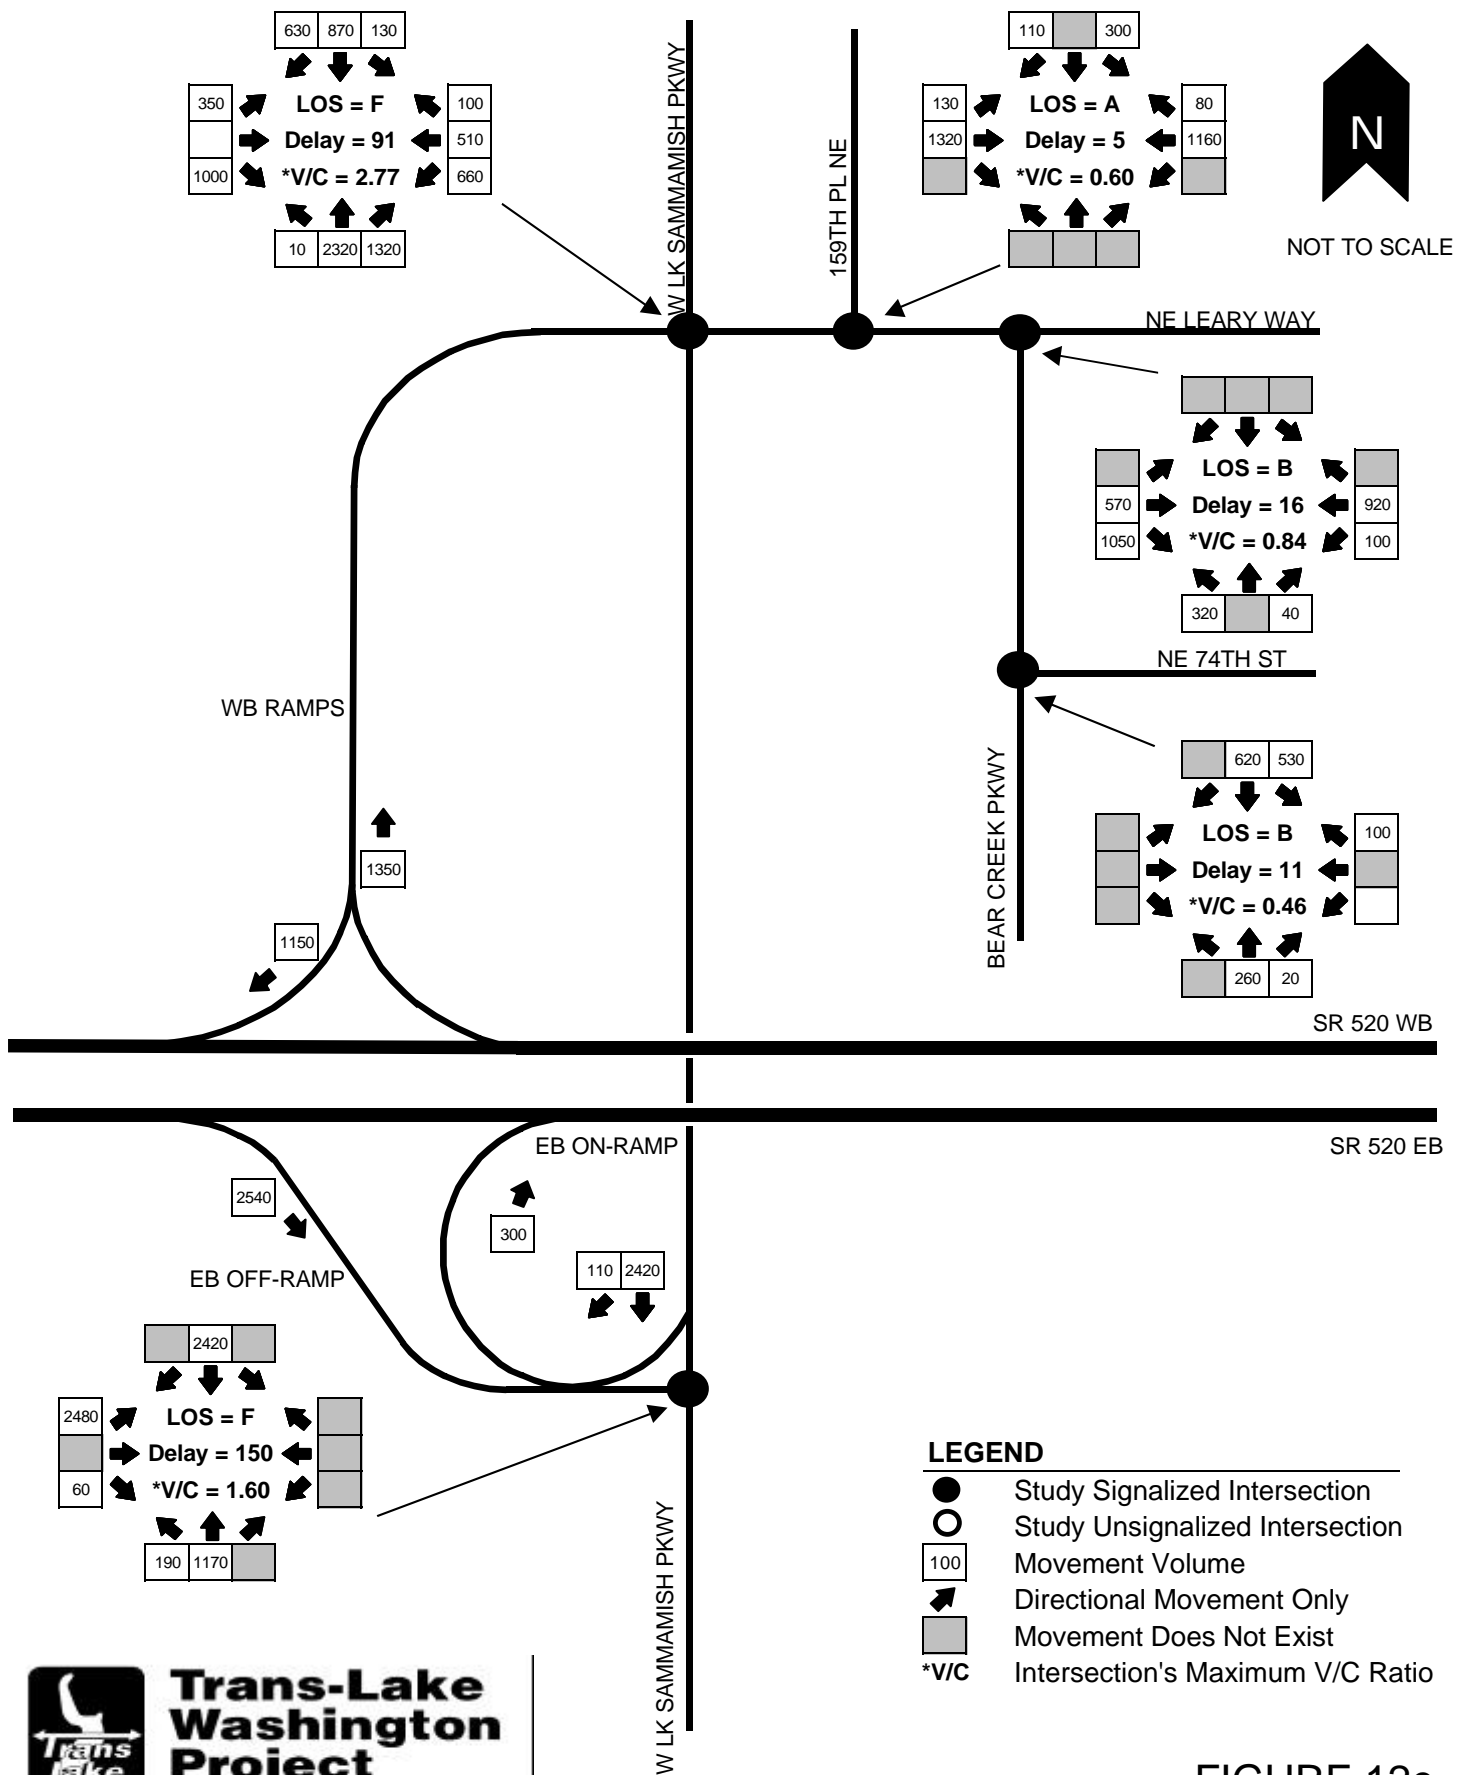 630 870 130
350 LOS = F 100
Delay = 91 510
1000 *V/C = 2.77 660
10 2320 1320
W LK SAMMAMISH PKWY
159TH PL NE
110 300
130 LOS = A 80
1320 Delay = 5 1160
*V/C = 0.60
N
NOT TO SCALE
NE LEARY WAY
LOS = B
570 Delay = 16 920
1050 *V/C = 0.84 100
320 40
NE 74TH ST
WB RAMPS
BEAR CREEK PKWY
620 530
LOS = B 100
Delay = 11
*V/C = 0.46
260 20
1350
1150
SR 520 WB
EB ON-RAMP
SR 520 EB
2540
300
110 2420
EB OFF-RAMP
2420
2480 LOS = F
Delay = 150
60 *V/C = 1.60
190 1170
W LK SAMMAMISH PKWY
LEGEND
Study Signalized Intersection
Study Unsignalized Intersection
100 Movement Volume
Directional Movement Only
Movement Does Not Exist
*V/C Intersection's Maximum V/C Ratio
Trans Lake
Trans-Lake
Washington
Project
FIGURE